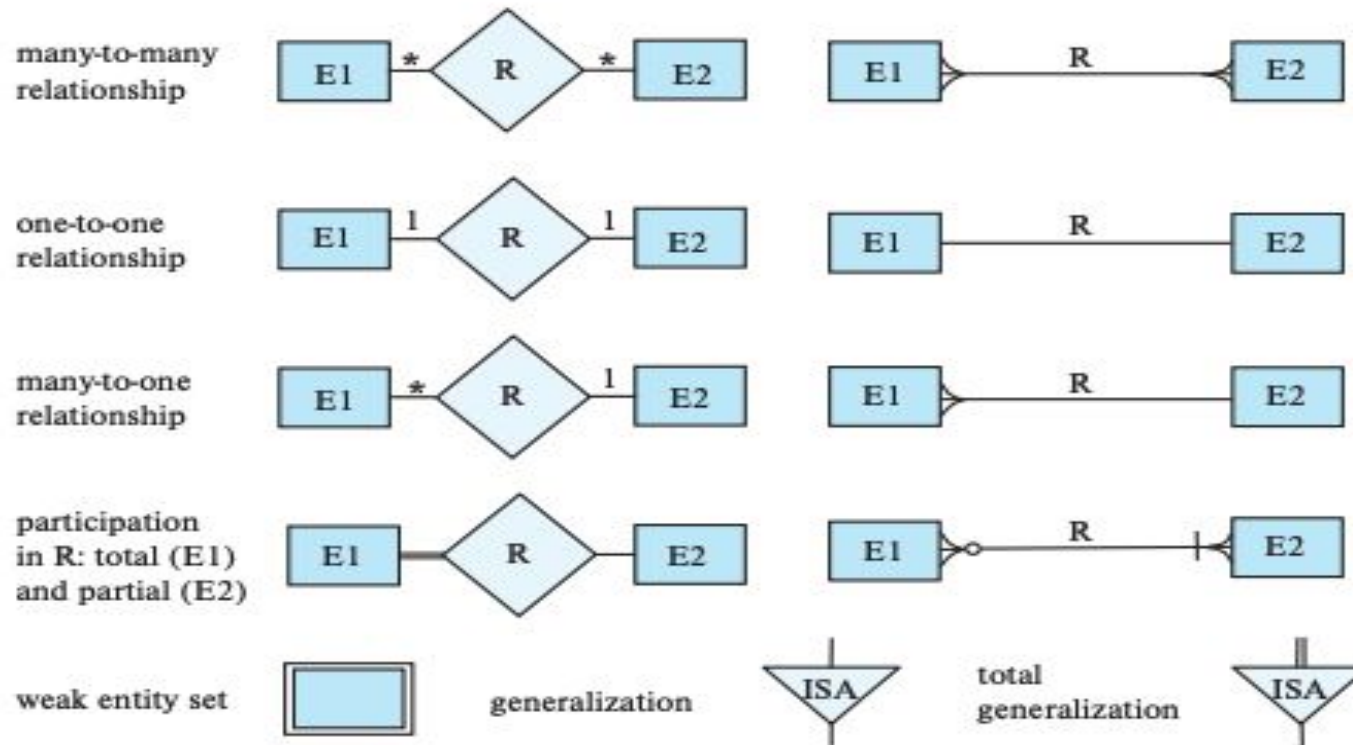 many-to-many
relationship
E1 * R * E2
E1 R E2
one-to-one
relationship
E1 1 R 1 E2
E1 R E2
many-to-one
relationship
E1 * R 1 E2
E1 R E2
participation
in R: total (E1)
and partial (E2)
E1 R E2
E1 R E2
weak entity set
generalization
ISA
total
generalization
ISA